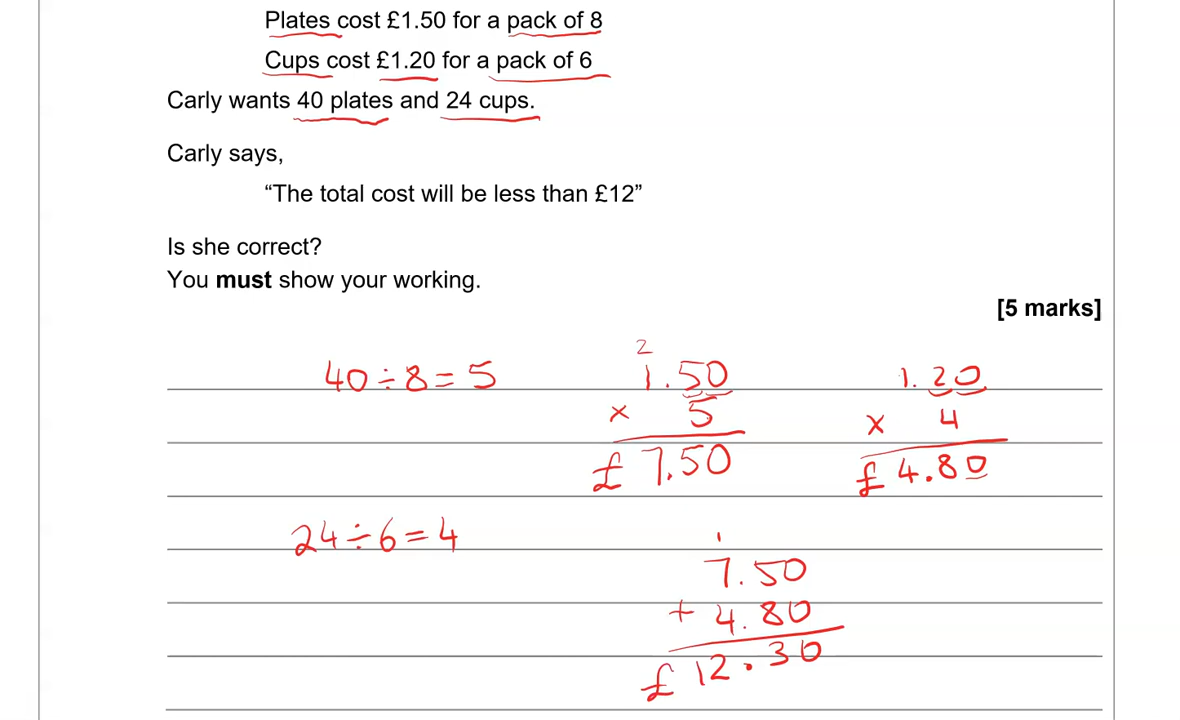 Plates cost £1.50 for a pack of 8
Cups cost £1.20 for a pack of 6
Carly wants 40 plates and 24 cups.
Carly says,
“The total cost will be less than £12”
Is she correct?
You must show your working.
[5 marks]
40 ÷ 8 = 5
2
1.50
x 5
£ 7.50
1.20
x 4
£ 4.80
24 ÷ 6 = 4
1
7.50
+ 4.80
£ 12.30